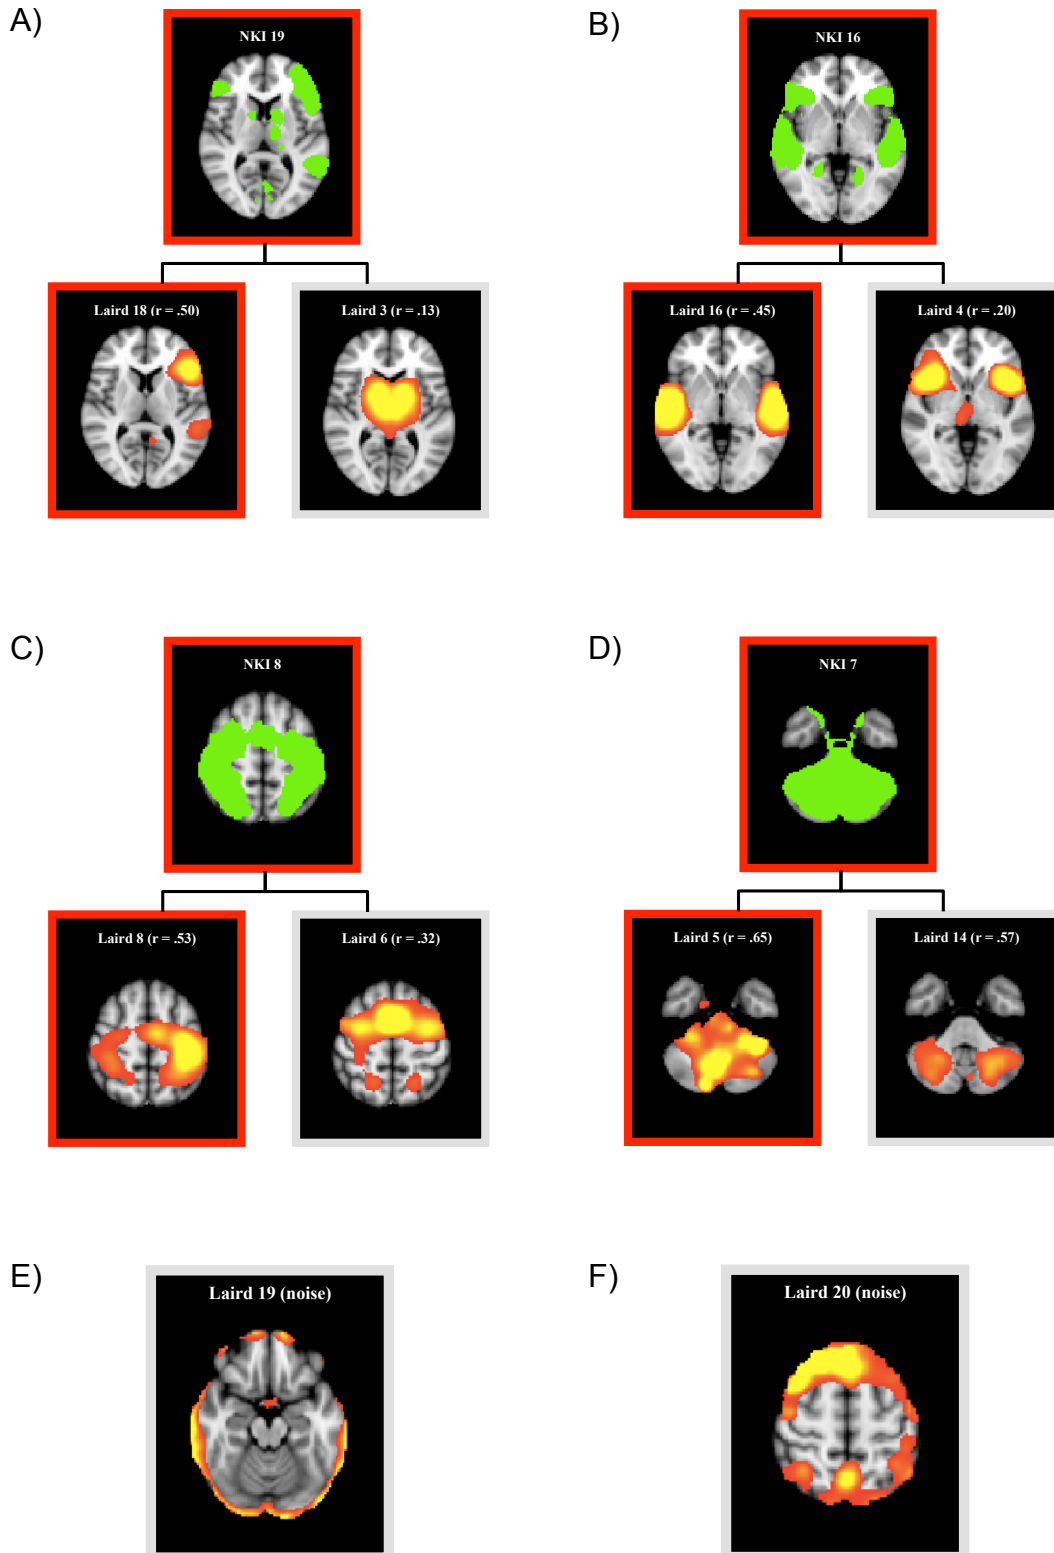 A)
NKI 19
Laird 18 (r = .50)
Laird 3 (r = .13)
B)
NKI 16
Laird 16 (r = .45)
Laird 4 (r = .20)
C)
NKI 8
Laird 8 (r = .53)
Laird 6 (r = .32)
D)
NKI 7
Laird 5 (r = .65)
Laird 14 (r = .57)
E)
Laird 19 (noise)
F)
Laird 20 (noise)